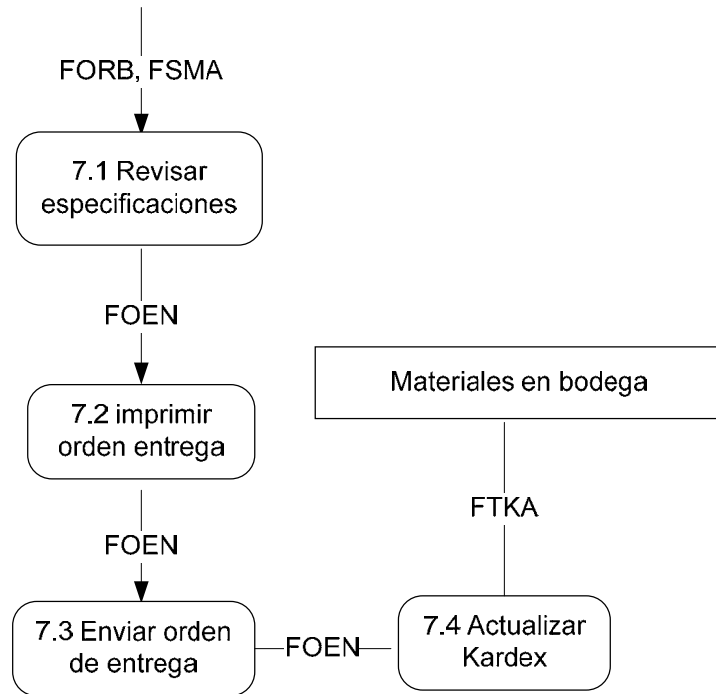 FORB, FSMA
7.1 Revisar
especificaciones
FOEN
7.2 imprimir
orden entrega
FOEN
7.3 Enviar orden
de entrega
FOEN
7.4 Actualizar
Kardex
FTKA
Materiales en bodega